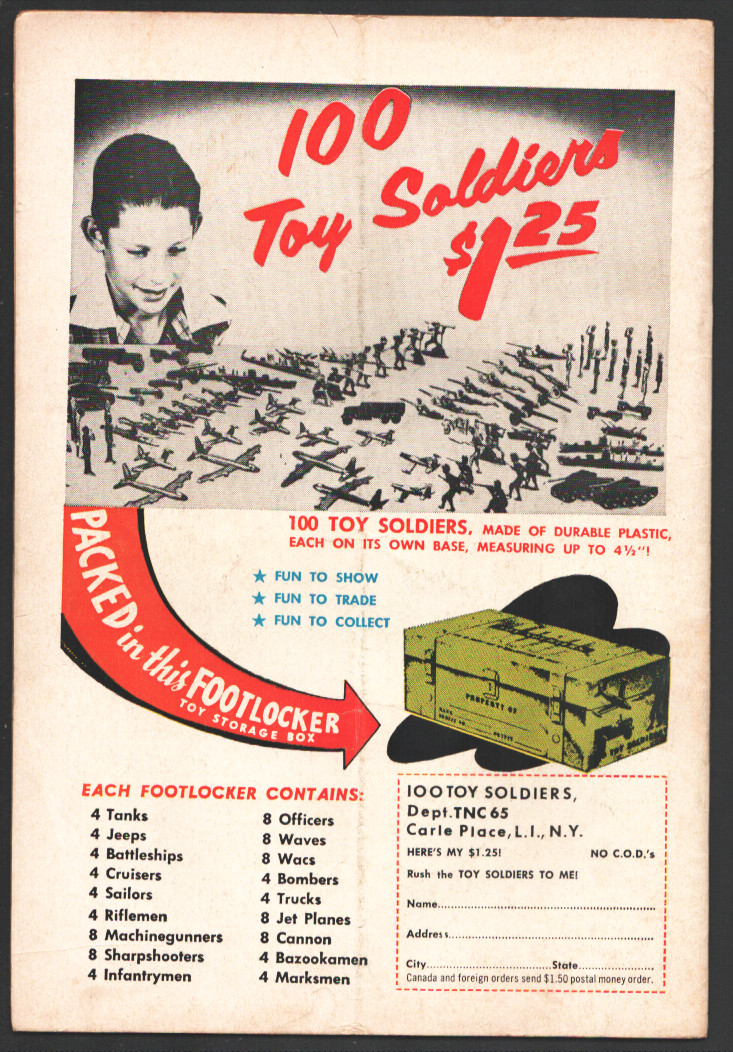 100
Toy Soldiers
$1.25
100 TOY SOLDIERS, MADE OF DURABLE PLASTIC,
EACH ON ITS OWN BASE, MEASURING UP TO 4½"!
★ FUN TO SHOW
★ FUN TO TRADE
★ FUN TO COLLECT
PACKED in this FOOTLOCKER
TOY STORAGE BOX
PROPERTY OF
EACH FOOTLOCKER CONTAINS:
4 Tanks
4 Jeeps
4 Battleships
4 Cruisers
4 Sailors
4 Riflemen
8 Machinegunners
8 Sharpshooters
4 Infantrymen
8 Officers
8 Waves
8 Wacs
4 Bombers
4 Trucks
8 Jet Planes
8 Cannon
4 Bazookamen
4 Marksmen
100 TOY SOLDIERS,
Dept. TNC 65
Carle Place, L.I., N.Y.
HERE'S MY $1.25! NO C.O.D.'s
Rush the TOY SOLDIERS TO ME!
Name
Address
City State
Canada and foreign orders send $1.50 postal money order.